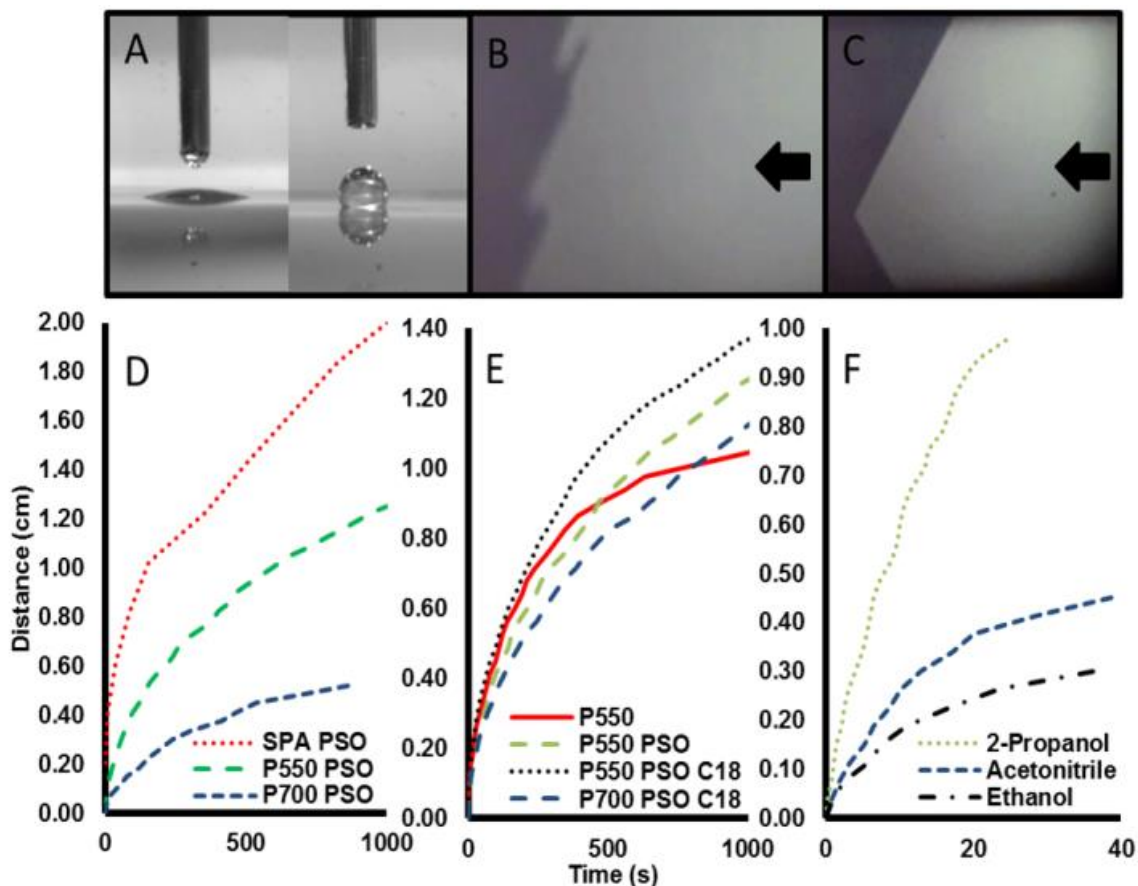 A
B
C
D
E
F
Distance (cm)
2.00
1.80
1.60
1.40
1.20
1.00
0.80
0.60
0.40
0.20
0.00
0
500
1000
SPA PSO
P550 PSO
P700 PSO
1.40
1.20
1.00
0.80
0.60
0.40
0.20
0.00
0
500
1000
P550
P550 PSO
P550 PSO C18
P700 PSO C18
1.00
0.90
0.80
0.70
0.60
0.50
0.40
0.30
0.20
0.10
0.00
0
20
40
2-Propanol
Acetonitrile
Ethanol
Time (s)